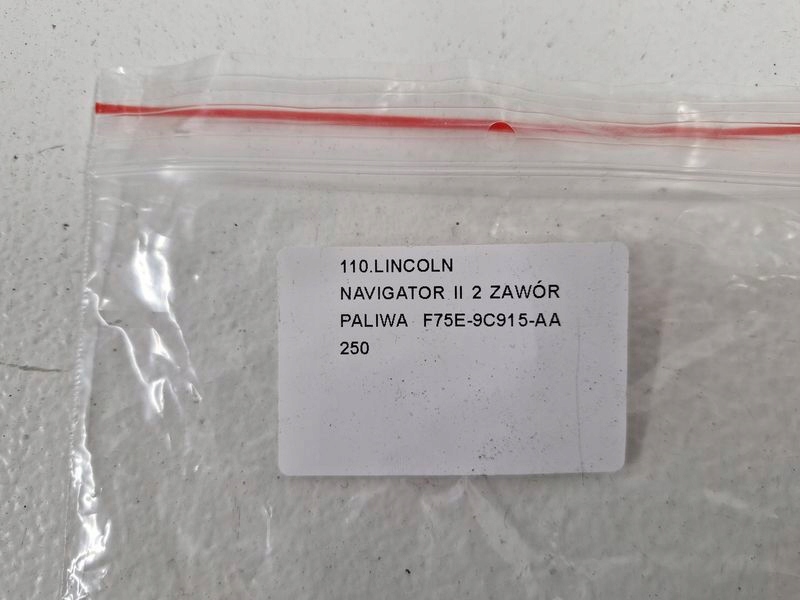 110.LINCOLN
NAVIGATOR II 2 ZAWÓR
PALIWA F75E-9C915-AA
250